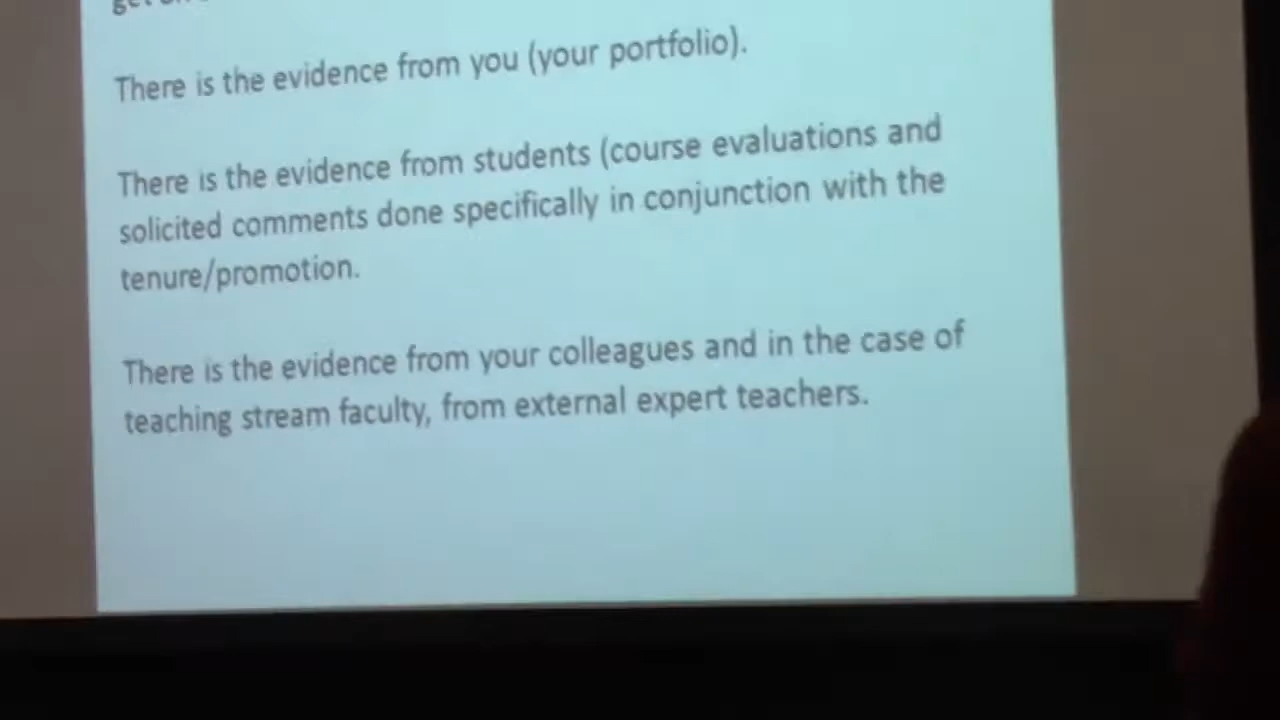 There is the evidence from you (your portfolio).
There is the evidence from students (course evaluations and
solicited comments done specifically in conjunction with the
tenure/promotion.
There is the evidence from your colleagues and in the case of
teaching stream faculty, from external expert teachers.